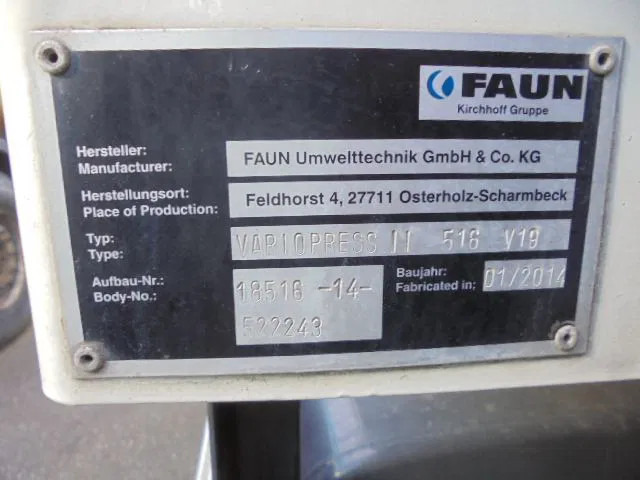 FAUN
Kirchhoff Gruppe
Hersteller:
Manufacturer:
FAUN Umwelttechnik GmbH & Co. KG
Herstellungsort:
Place of Production:
Feldhorst 4, 27711 Osterholz-Scharmbeck
Typ:
Type:
VARIOPRESS II 516 V19
Aufbau-Nr.:
Body-No.:
18516 -14-
522243
Baujahr:
Fabricated in:
01/2014